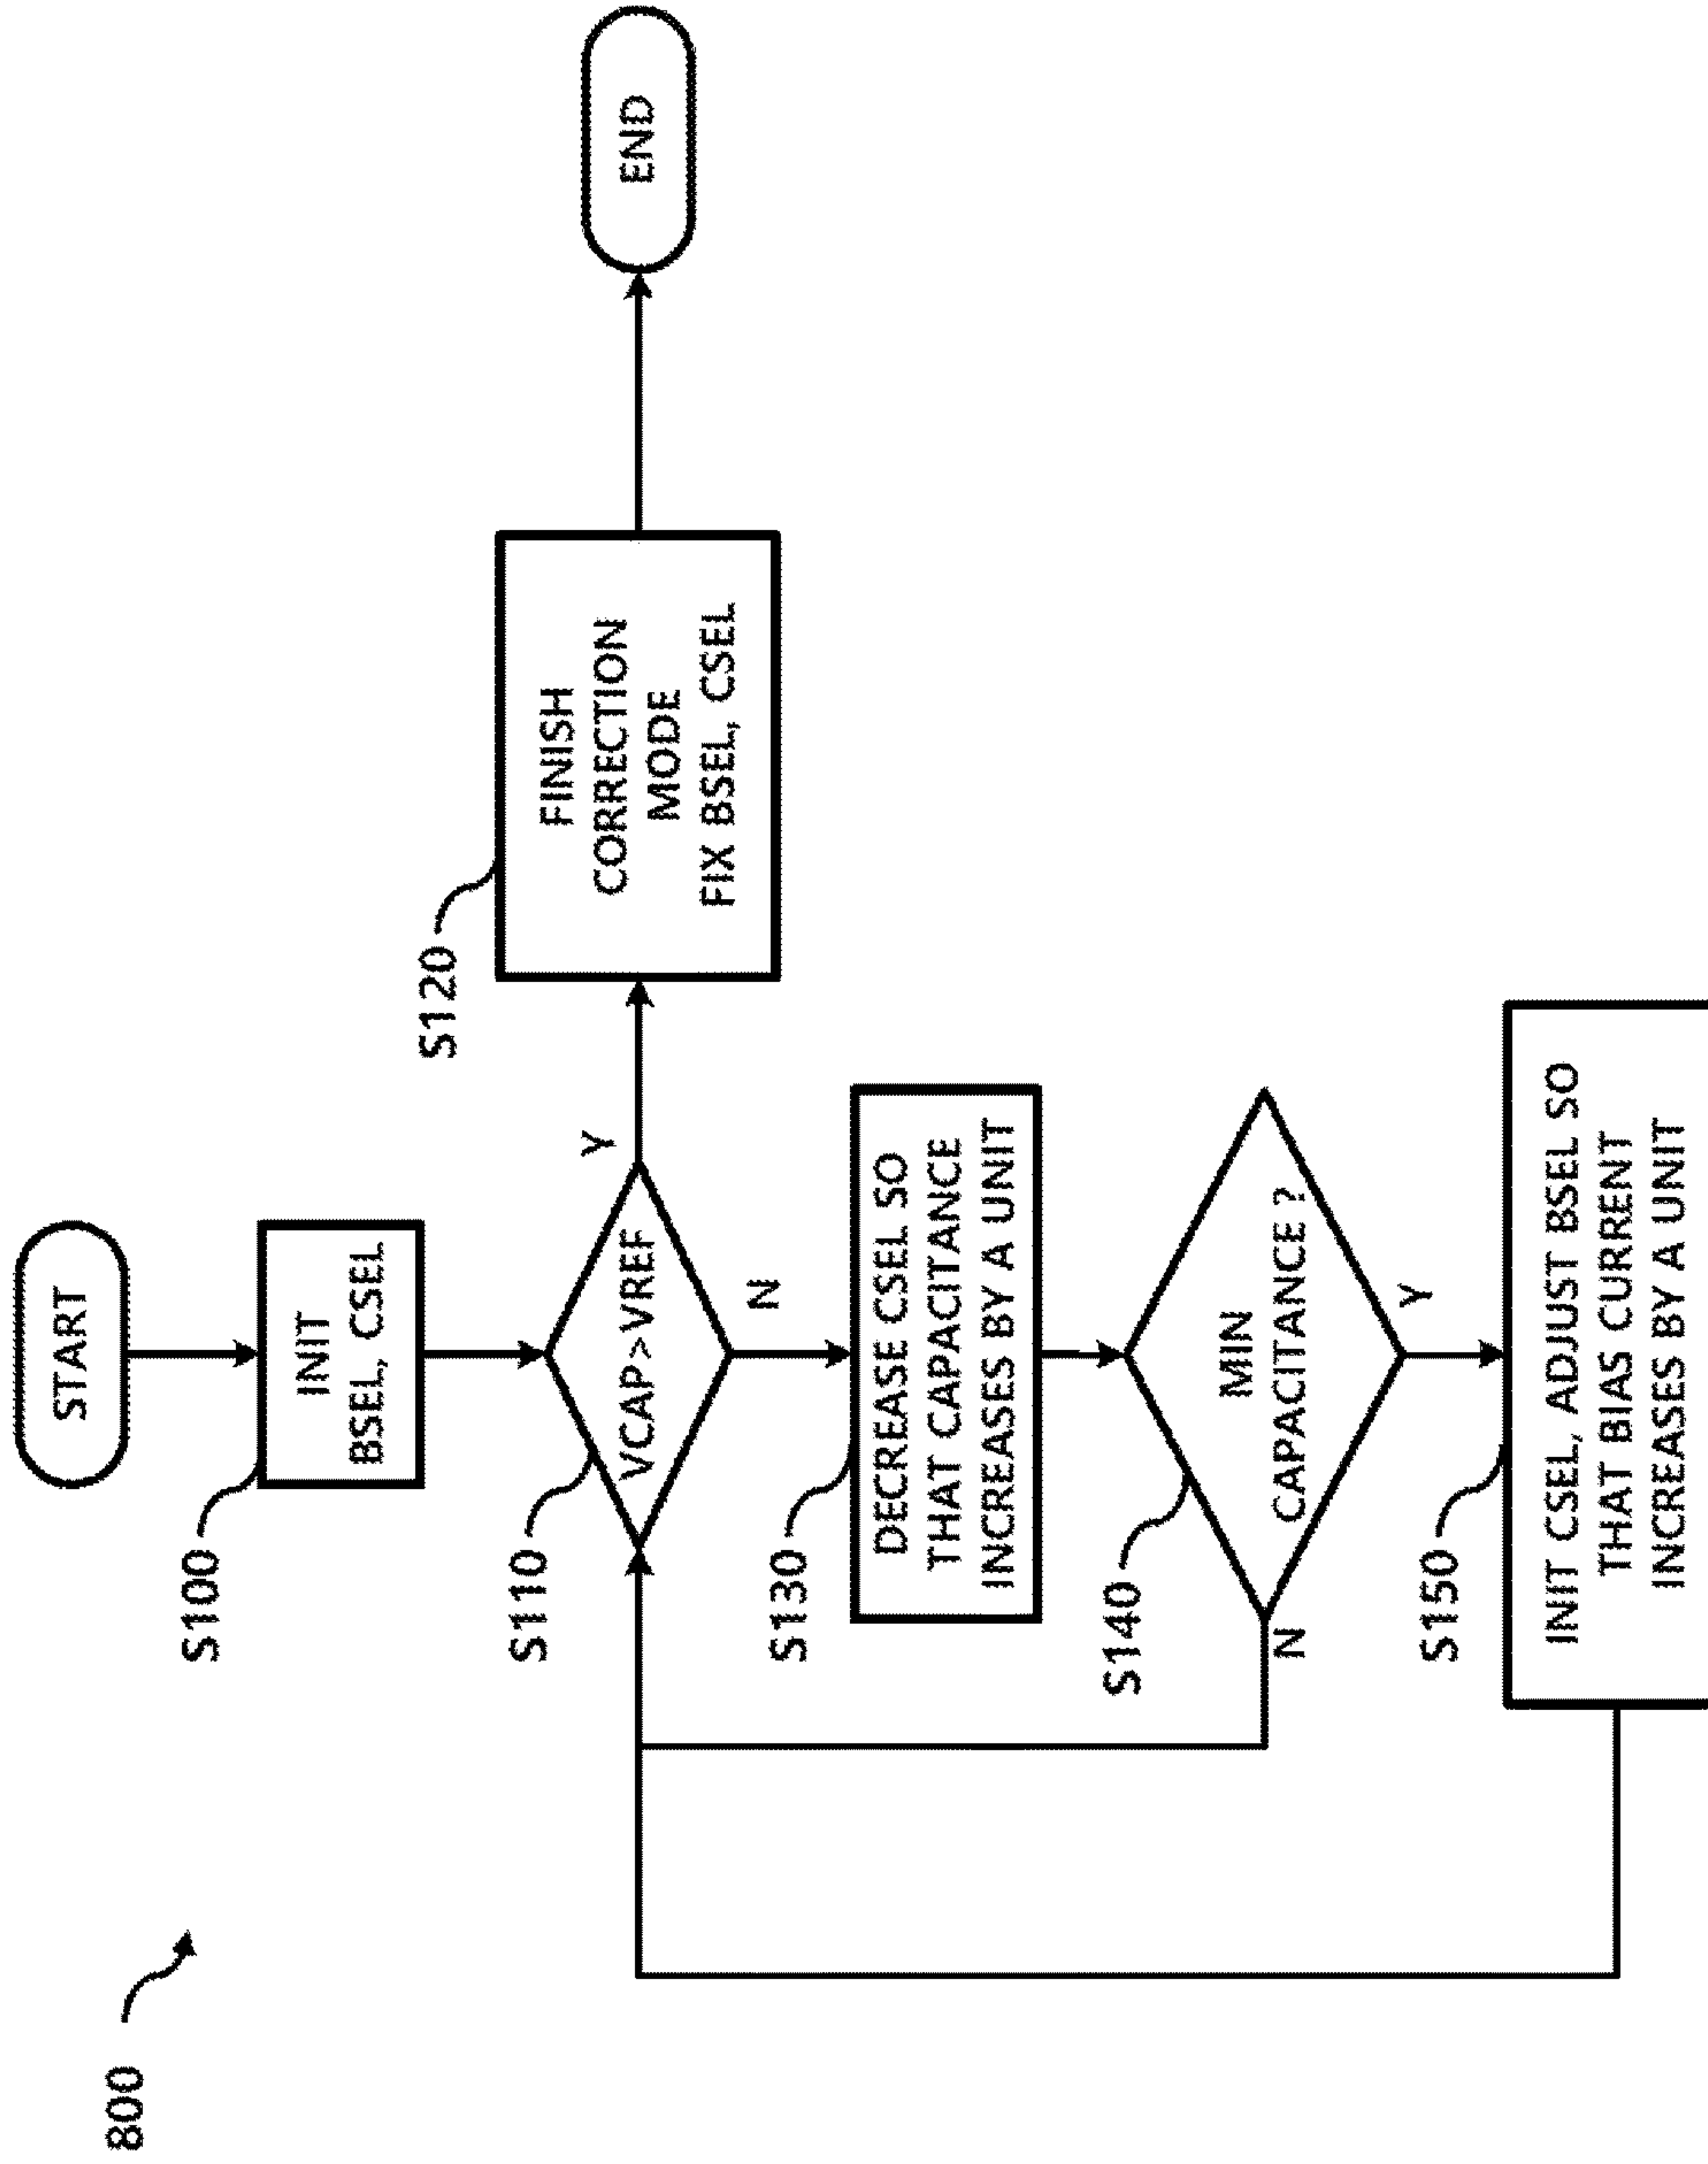 800
START
S100
INIT
BSEL, CSEL
S110
VCAP>VREF
Y
N
S120
FINISH
CORRECTION
MODE
FIX BSEL, CSEL
END
S130
DECREASE CSEL SO
THAT CAPACITANCE
INCREASES BY A UNIT
S140
MIN
CAPACITANCE ?
N
Y
S150
INIT CSEL, ADJUST BSEL SO
THAT BIAS CURRENT
INCREASES BY A UNIT